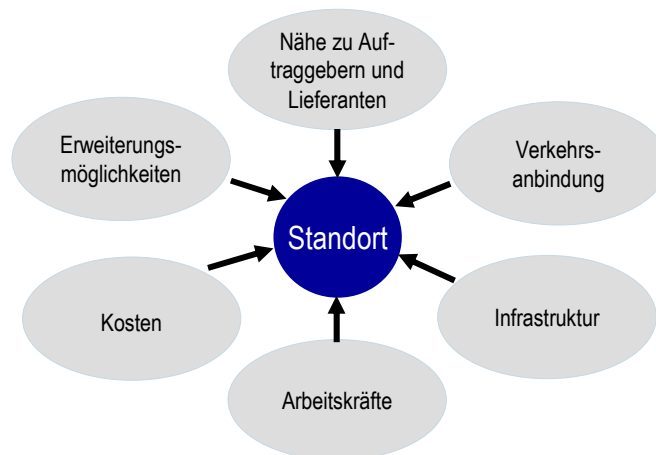 Nähe zu Auf-
traggebern und
Lieferanten
Erweiterungs-
möglichkeiten
Verkehrs-
anbindung
Standort
Kosten
Infrastruktur
Arbeitskräfte